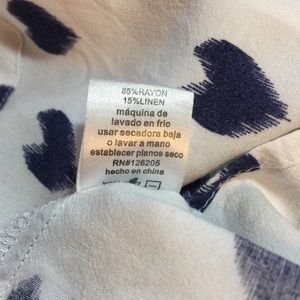 85%RAYON
15%LINEN
máquina de
lavado en frio
usar secadora baja
o lavar a mano
establecer planos seco
RN#126205
hecho en china